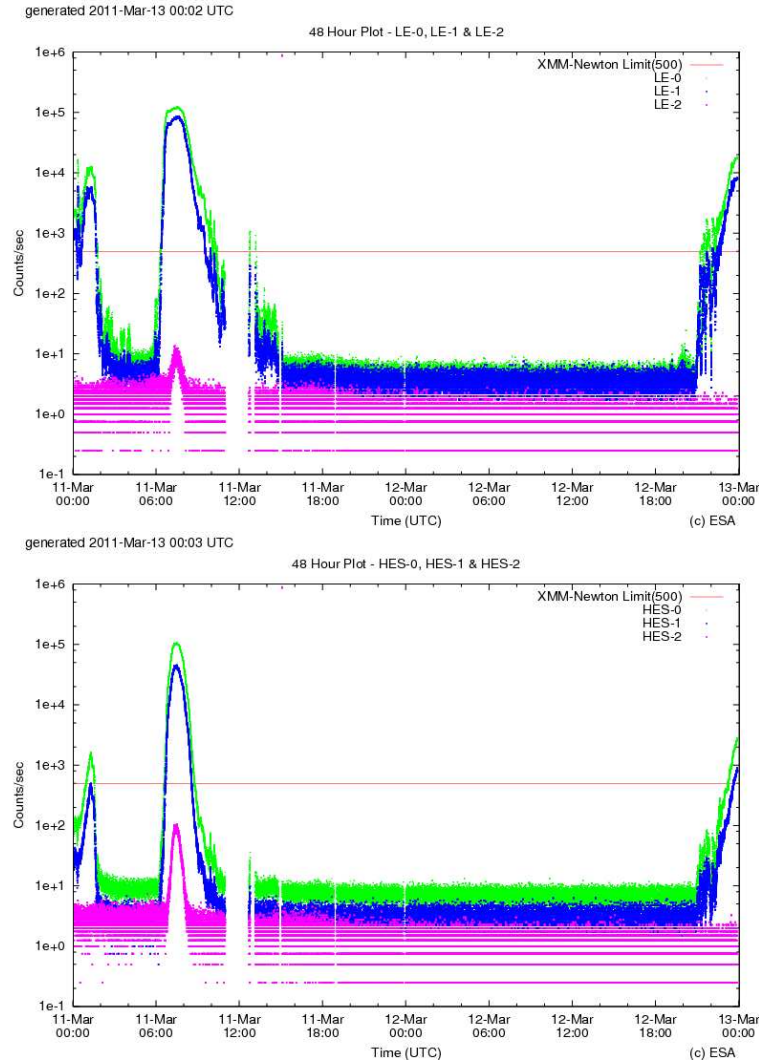 generated 2011-Mar-13 00:02 UTC
48 Hour Plot - LE-0, LE-1 & LE-2
1e+6
1e+5
1e+4
1e+3
1e+2
1e+1
1e+0
1e-1
Counts/sec
XMM-Newton Limit(500)
LE-0
LE-1
LE-2
11-Mar 11-Mar 11-Mar 11-Mar 12-Mar 12-Mar 12-Mar 12-Mar 13-Mar
00:00 06:00 12:00 18:00 00:00 06:00 12:00 18:00 00:00
Time (UTC)
(c) ESA
generated 2011-Mar-13 00:03 UTC
48 Hour Plot - HES-0, HES-1 & HES-2
1e+6
1e+5
1e+4
1e+3
1e+2
1e+1
1e+0
1e-1
Counts/sec
XMM-Newton Limit(500)
HES-0
HES-1
HES-2
11-Mar 11-Mar 11-Mar 11-Mar 12-Mar 12-Mar 12-Mar 12-Mar 13-Mar
00:00 06:00 12:00 18:00 00:00 06:00 12:00 18:00 00:00
Time (UTC)
(c) ESA